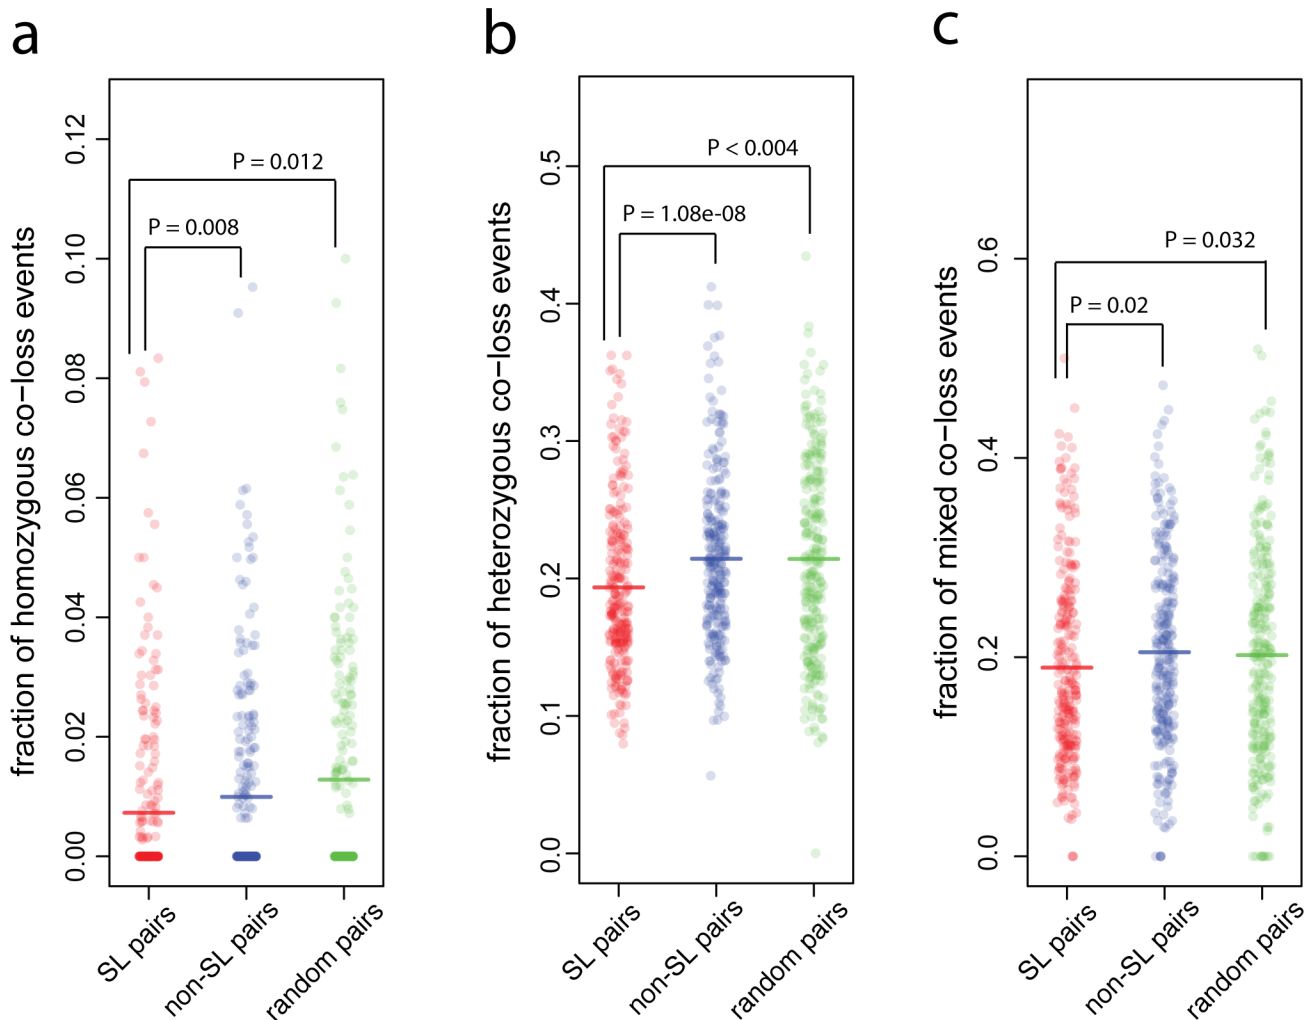 a
fraction of homozygous co−loss events
0.12
0.10
0.08
0.06
0.04
0.02
0.00
P = 0.012
P = 0.008
SL pairs
non-SL pairs
random pairs
b
fraction of heterozygous co−loss events
0.5
0.4
0.3
0.2
0.1
0.0
P < 0.004
P = 1.08e-08
SL pairs
non-SL pairs
random pairs
c
fraction of mixed co−loss events
0.6
0.4
0.2
0.0
P = 0.032
P = 0.02
SL pairs
non-SL pairs
random pairs